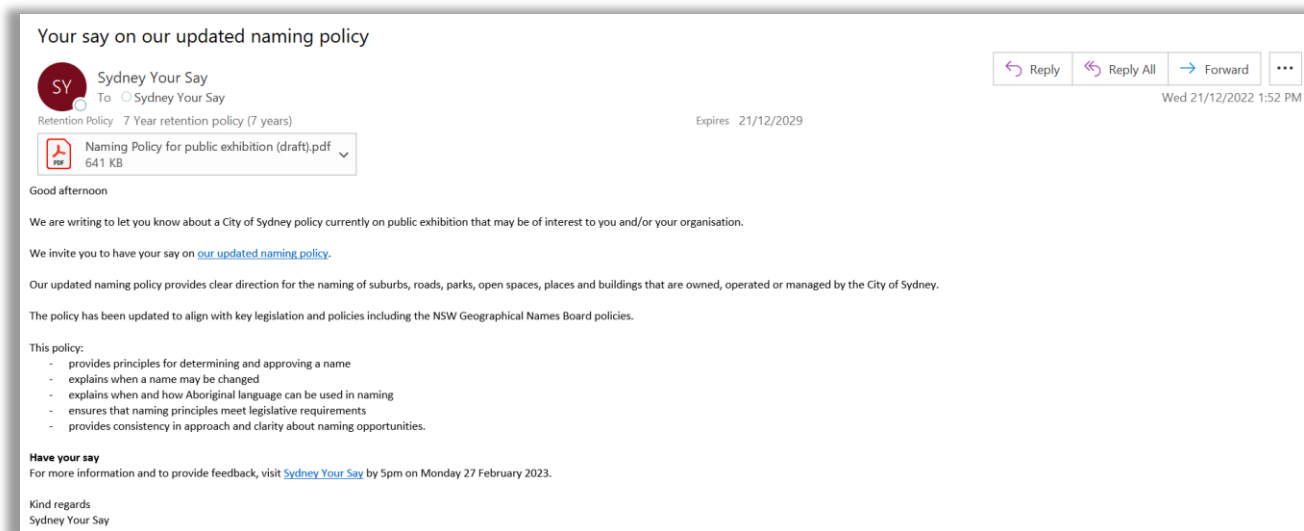 Your say on our updated naming policy
SY
Sydney Your Say
To Sydney Your Say
Reply
Reply All
Forward
...
Wed 21/12/2022 1:52 PM
Retention Policy 7 Year retention policy (7 years)
Expires 21/12/2029
PDF
Naming Policy for public exhibition (draft).pdf
641 KB
Good afternoon
We are writing to let you know about a City of Sydney policy currently on public exhibition that may be of interest to you and/or your organisation.
We invite you to have your say on our updated naming policy.
Our updated naming policy provides clear direction for the naming of suburbs, roads, parks, open spaces, places and buildings that are owned, operated or managed by the City of Sydney.
The policy has been updated to align with key legislation and policies including the NSW Geographical Names Board policies.
This policy:
- provides principles for determining and approving a name
- explains when a name may be changed
- explains when and how Aboriginal language can be used in naming
- ensures that naming principles meet legislative requirements
- provides consistency in approach and clarity about naming opportunities.
Have your say
For more information and to provide feedback, visit Sydney Your Say by 5pm on Monday 27 February 2023.
Kind regards
Sydney Your Say